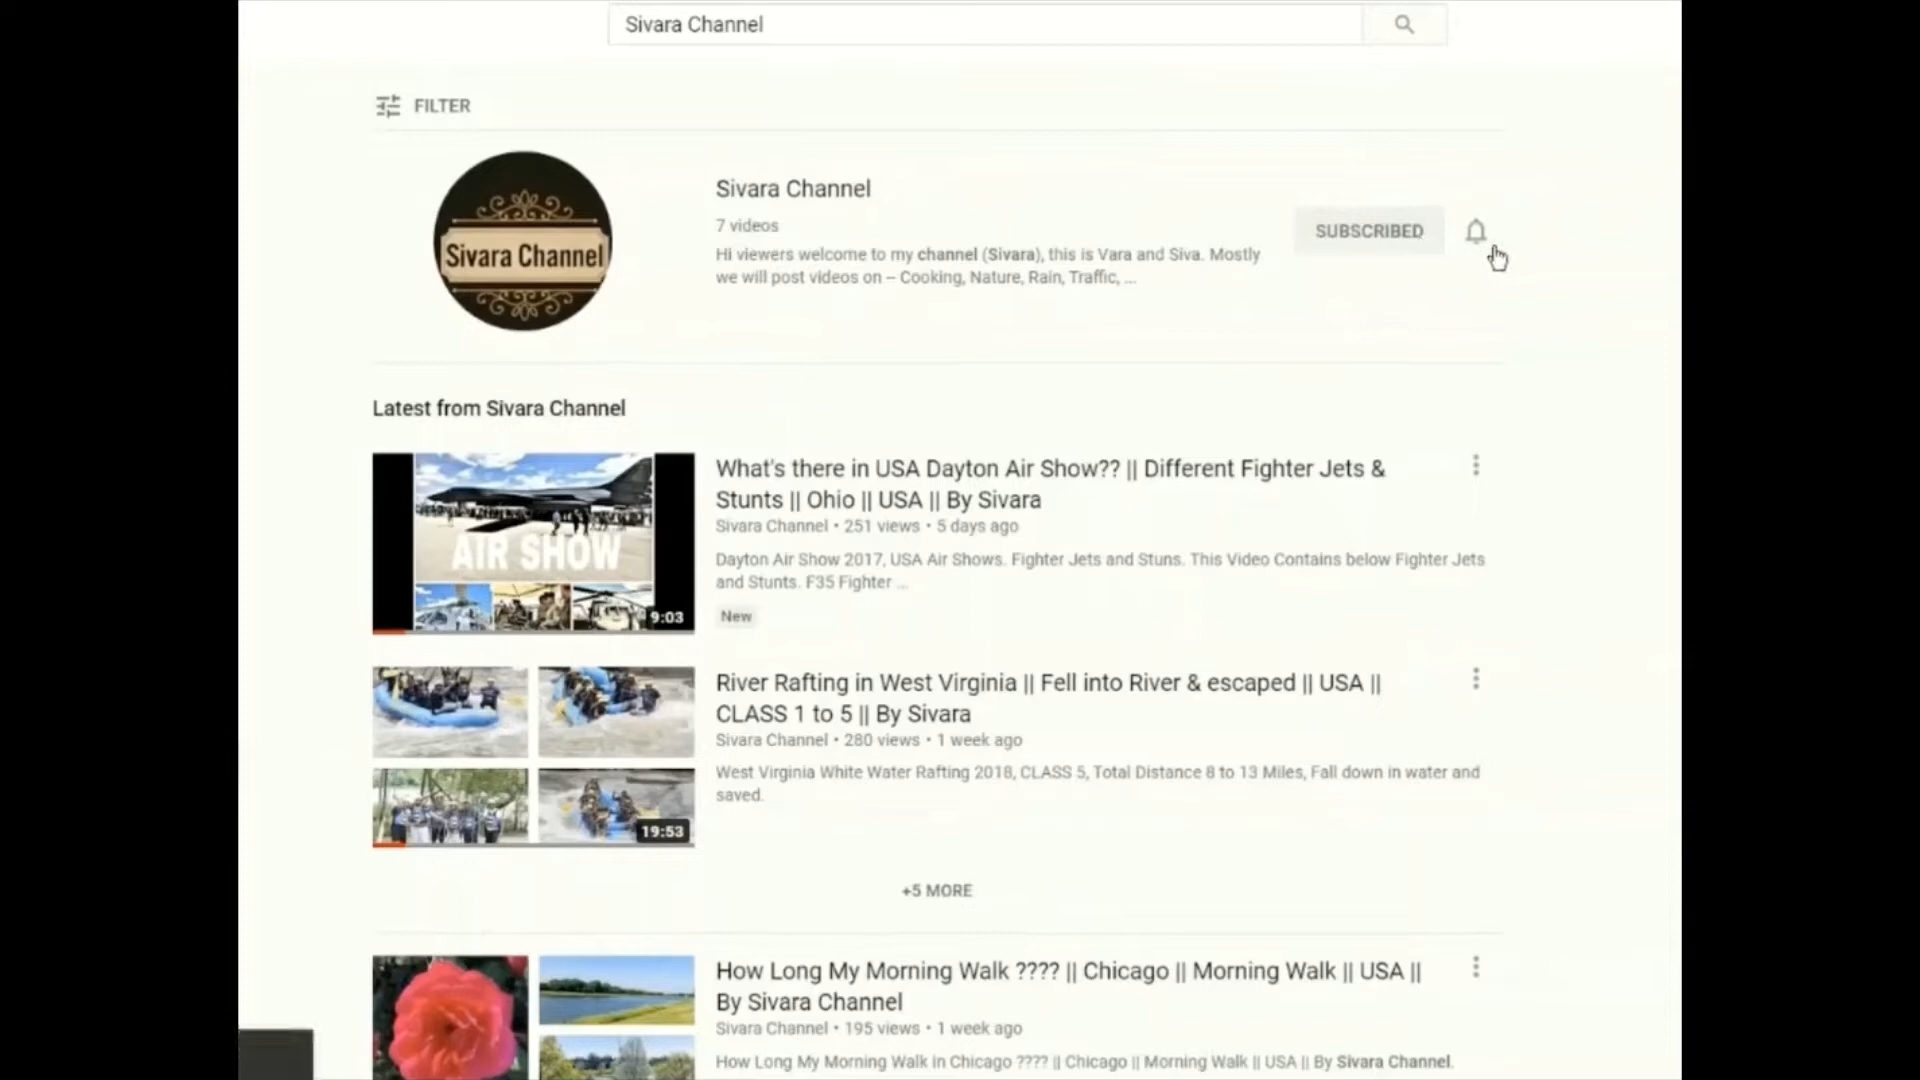 Sivara Channel
FILTER
Sivara Channel
Sivara Channel
7 videos
Hi viewers welcome to my channel (Sivara), this is Vara and Siva. Mostly
we will post videos on – Cooking, Nature, Rain, Traffic, ...
SUBSCRIBED
Latest from Sivara Channel
AIR SHOW
9:03
What's there in USA Dayton Air Show?? || Different Fighter Jets &
Stunts || Ohio || USA || By Sivara
Sivara Channel • 251 views • 5 days ago
Dayton Air Show 2017, USA Air Shows. Fighter Jets and Stuns. This Video Contains below Fighter Jets
and Stunts. F35 Fighter ...
New
19:53
River Rafting in West Virginia || Fell into River & escaped || USA ||
CLASS 1 to 5 || By Sivara
Sivara Channel • 280 views • 1 week ago
West Virginia White Water Rafting 2018, CLASS 5, Total Distance 8 to 13 Miles, Fall down in water and
saved.
+5 MORE
How Long My Morning Walk ???? || Chicago || Morning Walk || USA ||
By Sivara Channel
Sivara Channel • 195 views • 1 week ago
How Long My Morning Walk in Chicago ???? || Chicago || Morning Walk || USA || By Sivara Channel.